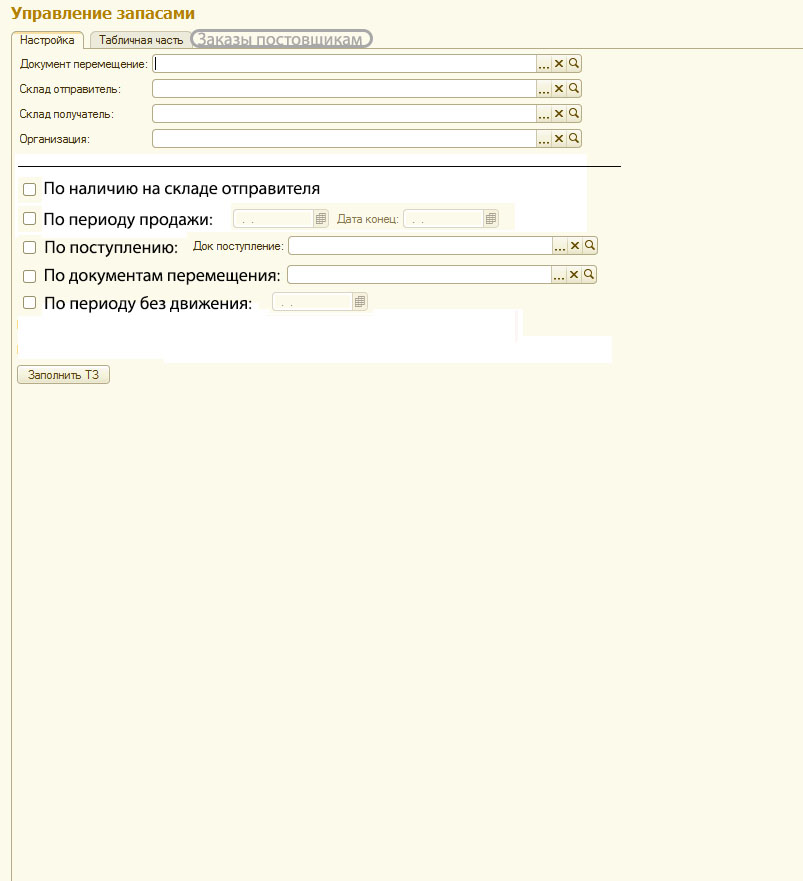 Управление запасами
Настройка Табличная часть Заказы постовщикам
Документ перемещение:
Склад отправитель:
Склад получатель:
Организация:
По наличию на складе отправителя
По периоду продажи: . . Дата конец: . .
По поступлению: Док поступление:
По документам перемещения:
По периоду без движения: . .
Заполнить ТЗ